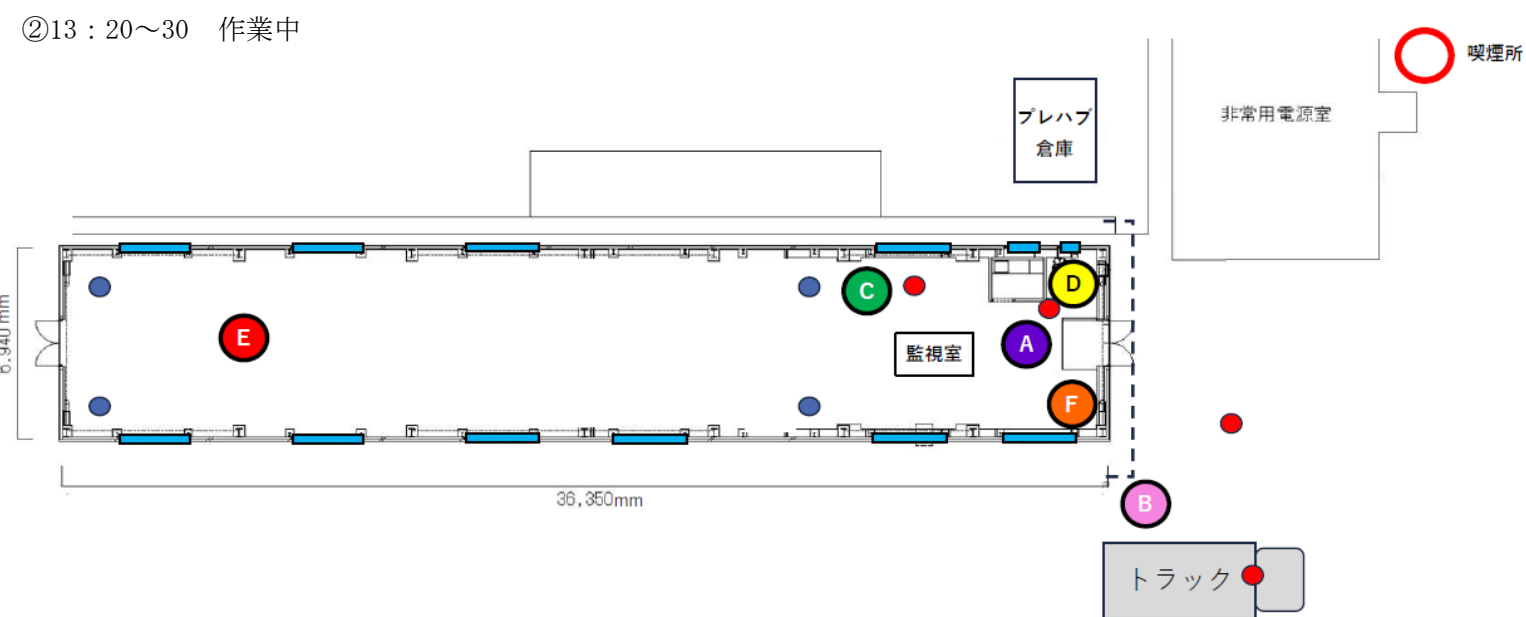 ②13：20～30　作業中
喫煙所
プレハブ
倉庫
非常用電源室
C
D
E
A
監視室
F
6.940mm
36,350mm
B
トラック